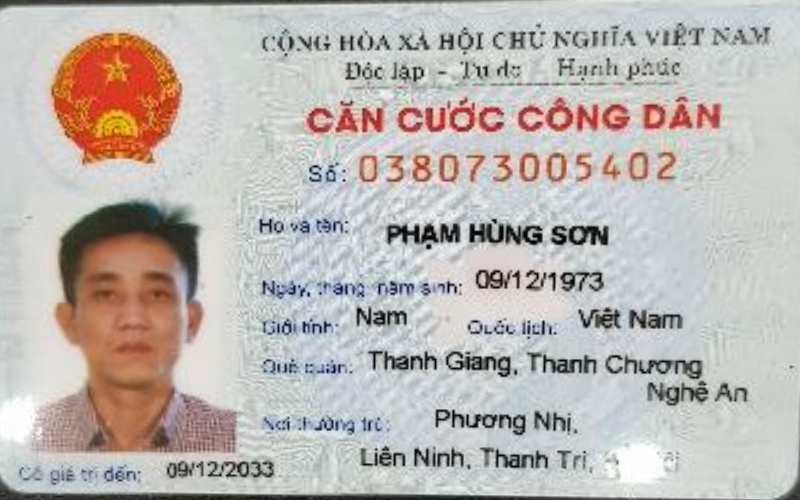 CỘNG HÒA XÃ HỘI CHỦ NGHĨA VIỆT NAM
Độc lập - Tự do Hạnh phúc
CĂN CƯỚC CÔNG DÂN
Số: 038073005402
Họ và tên: PHẠM HÙNG SƠN
Ngày, tháng, năm sinh: 09/12/1973
Giới tính: Nam Quốc tịch: Việt Nam
Quê quán: Thanh Giang, Thanh Chương
Nghệ An
Nơi thường trú: Phương Nhị,
Liên Ninh, Thanh Trì,
Có giá trị đến: 09/12/2033